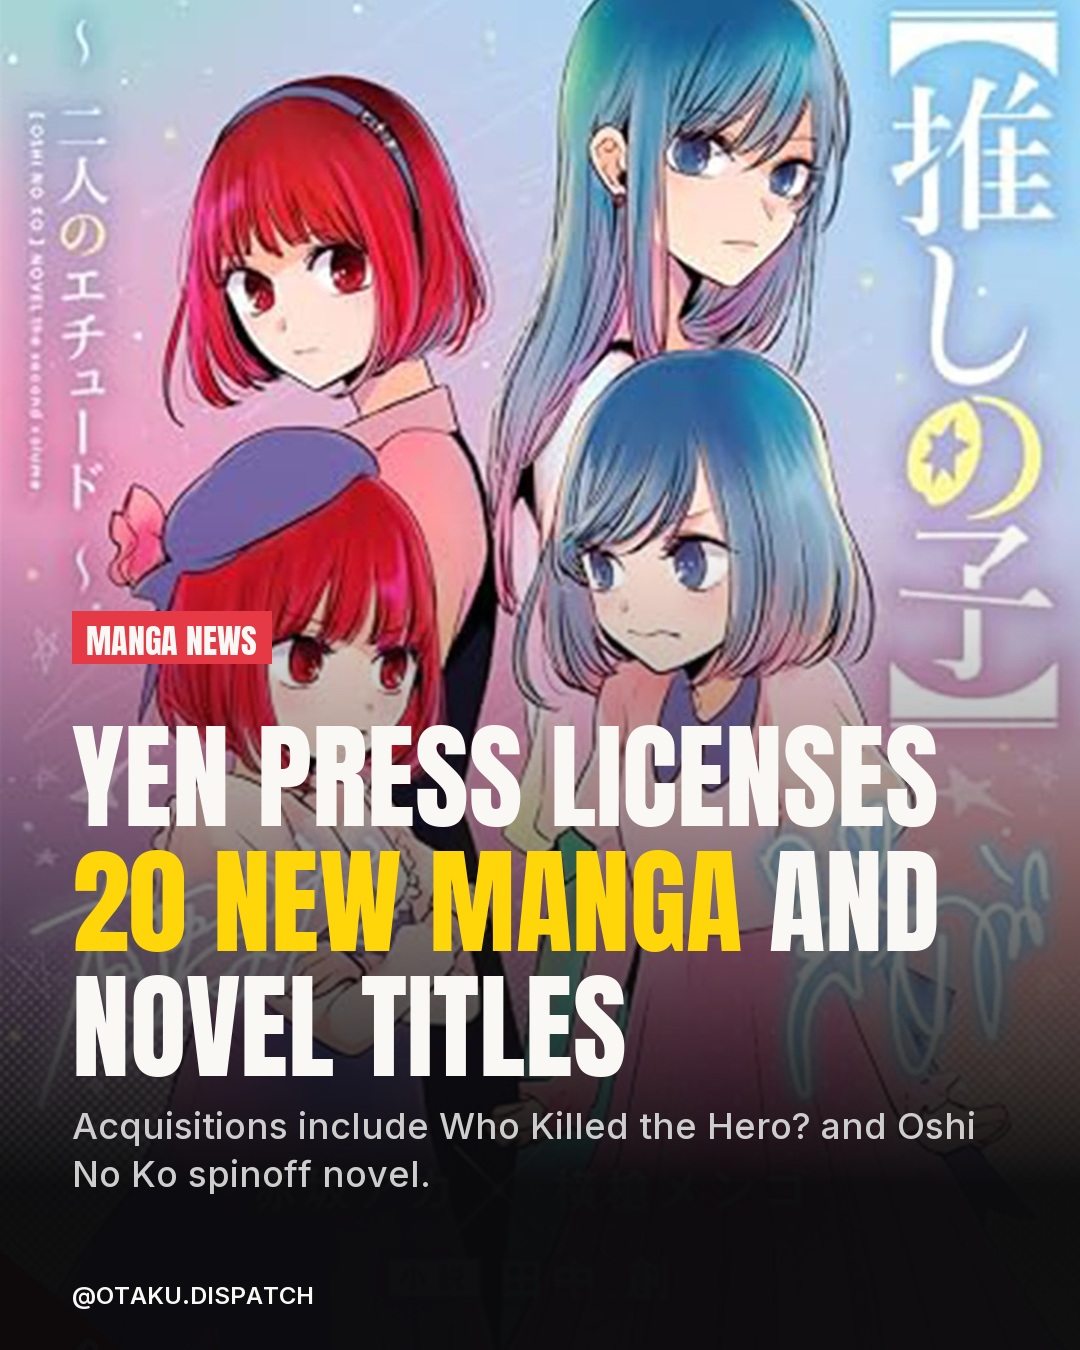 【推しの子】
～二人のエチュード～
【OSHI NO KO】 NOVEL the second volume
MANGA NEWS
YEN PRESS LICENSES
20 NEW MANGA AND
NOVEL TITLES
Acquisitions include Who Killed the Hero? and Oshi
No Ko spinoff novel.
@OTAKU.DISPATCH